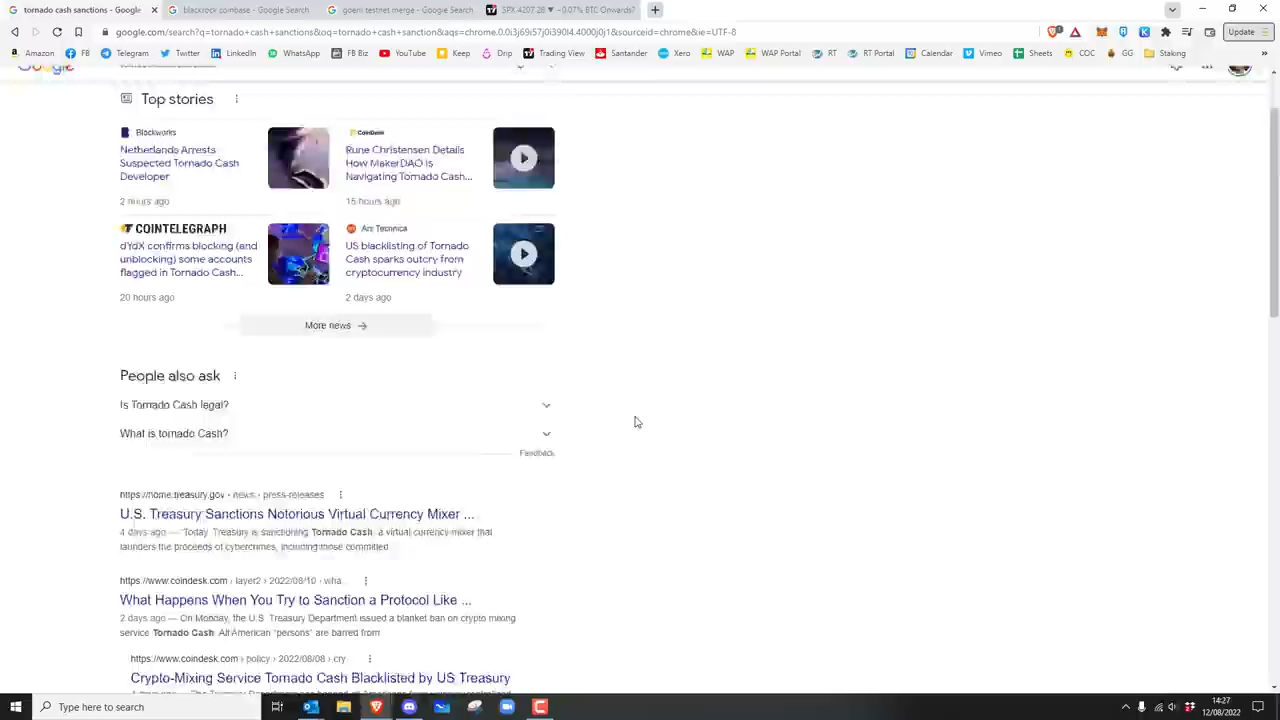 tornado cash sanctions - Google
blackrock coinbase - Google Search
goerli testnet merge - Google Search
SPX 4207.28 ▼ −0.07% BTC Onwards?
google.com/search?q=tornado+cash+sanctions&oq=tornado+cash+sanction&aqs=chrome.0.0i3j69i57j0i390l4.4000j0j1&sourceid=chrome&ie=UTF-8
Update
Amazon FB Telegram Twitter LinkedIn Businesses FB Biz YouTube Keep Drip Trading View Santander Xero WAP WAP Portal RT RT Portal Calendar Vimeo Sheets COC GG Staking
Top stories
Blockworks
Netherlands Arrests
Suspected Tornado Cash
Developer
2 hours ago
CoinDesk
Rune Christensen Details
How MakerDAO Is
Navigating Tornado Cash...
15 hours ago
COINTELEGRAPH
dYdX confirms blocking (and
unblocking) some accounts
flagged in Tornado Cash...
20 hours ago
Ars Technica
US blacklisting of Tornado
Cash sparks outcry from
cryptocurrency industry
2 days ago
More news
People also ask
Is Tornado Cash legal?
What is tornado Cash?
Feedback
https://home.treasury.gov › news › press-releases
U.S. Treasury Sanctions Notorious Virtual Currency Mixer ...
4 days ago — Today, Treasury is sanctioning Tornado Cash, a virtual currency mixer that
launders the proceeds of cybercrimes, including those committed
https://www.coindesk.com › layer2 › 2022/08/10 › wha...
What Happens When You Try to Sanction a Protocol Like ...
2 days ago — On Monday, the U.S. Treasury Department issued a blanket ban on crypto mixing
service Tornado Cash. All American "persons" are barred from
https://www.coindesk.com › policy › 2022/08/08 › cry
Crypto-Mixing Service Tornado Cash Blacklisted by US Treasury
Type here to search
14:27
12/08/2022